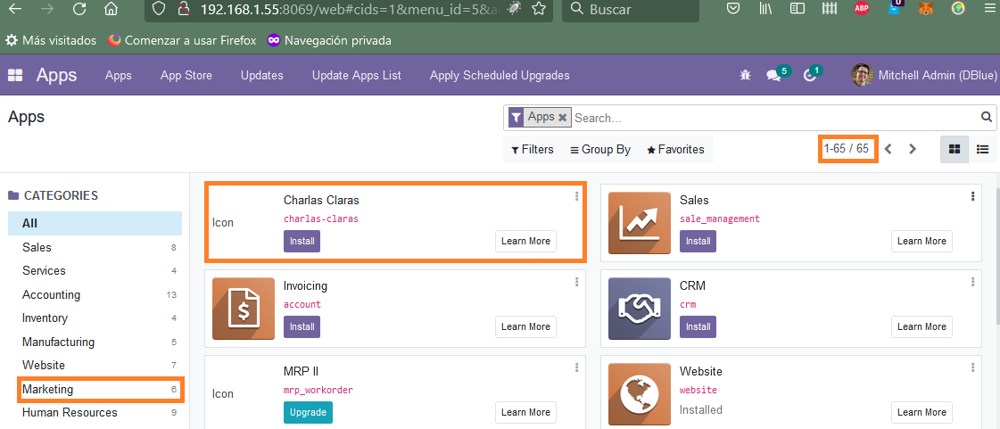 192.168.1.55:8069/web#cids=1&menu_id=5&a
Buscar
ABP
0
Más visitados
Comenzar a usar Firefox
Navegación privada
Apps
Apps
App Store
Updates
Update Apps List
Apply Scheduled Upgrades
5
1
Mitchell Admin (DBlue)
Apps
Apps
Search...
Filters
Group By
Favorites
1-65 / 65
CATEGORIES
All
Sales 8
Services 4
Accounting 13
Inventory 4
Manufacturing 5
Website 7
Marketing 6
Human Resources 9
Icon
Charlas Claras
charlas-claras
Install
Learn More
Sales
sale_management
Install
Learn More
Invoicing
account
Install
Learn More
CRM
crm
Install
Learn More
Icon
MRP II
mrp_workorder
Upgrade
Learn More
Website
website
Installed
Learn More